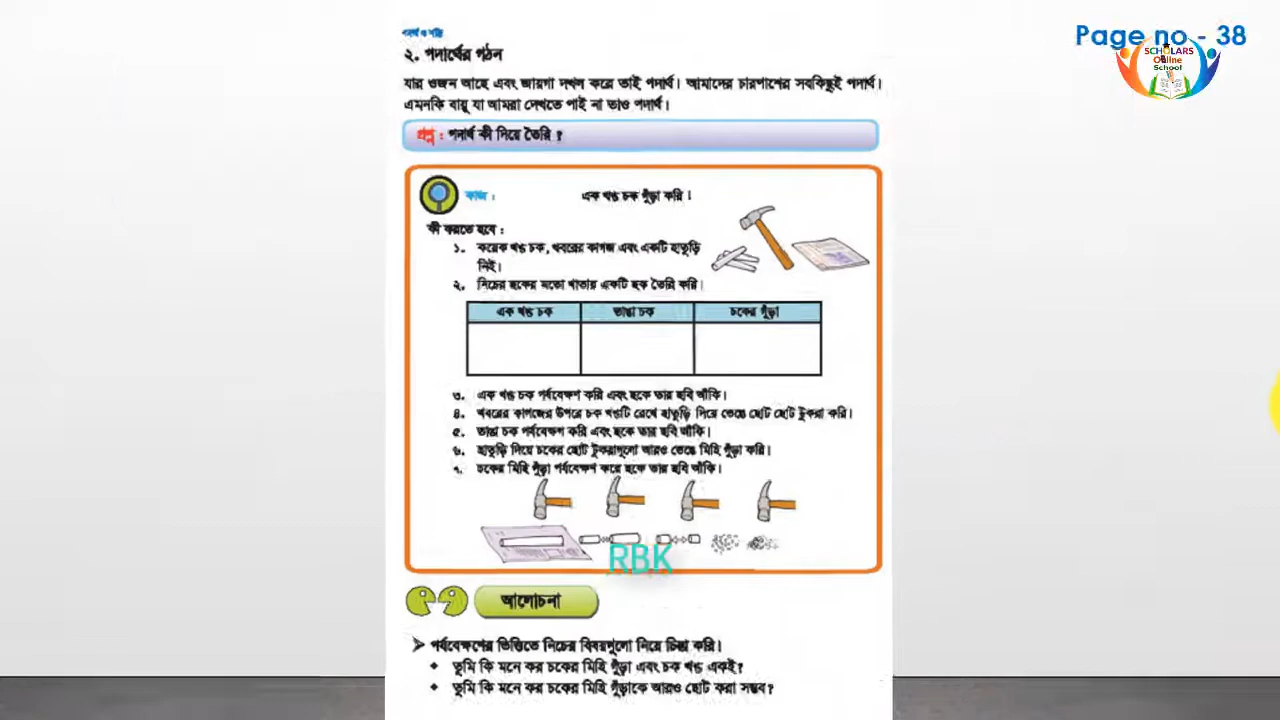 Page no - 38
SCHOLARS
Online
School
পদার্থ ও শক্তি
২. পদার্থের গঠন
যার ওজন আছে এবং জায়গা দখল করে তাই পদার্থ। আমাদের চারপাশের সবকিছুই পদার্থ।
এমনকি বায়ু যা আমরা দেখতে পাই না তাও পদার্থ।
প্রশ্ন : পদার্থ কী দিয়ে তৈরি ?
কাজ :
এক খণ্ড চক গুঁড়া করি !
কী করতে হবে :
১. কয়েক খণ্ড চক, খবরের কাগজ এবং একটি হাতুড়ি
নিই।
২. নিচের ছকের মতো খাতায় একটি ছক তৈরি করি।
এক খণ্ড চক ভাঙা চক চকের গুঁড়া
৩. এক খণ্ড চক পর্যবেক্ষণ করি এবং ছকে তার ছবি আঁকি।
৪. খবরের কাগজের উপরে চক খণ্ডটি রেখে হাতুড়ি দিয়ে ভেঙে ছোট ছোট টুকরা করি।
৫. ভাঙা চক পর্যবেক্ষণ করি এবং ছকে তার ছবি আঁকি।
৬. হাতুড়ি দিয়ে চকের ছোট টুকরাগুলো আরও ভেঙে মিহি গুঁড়া করি।
৭. চকের মিহি গুঁড়া পর্যবেক্ষণ করে ছকে তার ছবি আঁকি।
RBK
আলোচনা
➢ পর্যবেক্ষণের ভিত্তিতে নিচের বিষয়গুলো নিয়ে চিন্তা করি।
◆ তুমি কি মনে কর চকের মিহি গুঁড়া এবং চক খণ্ড একই?
◆ তুমি কি মনে কর চকের মিহি গুঁড়াকে আরও ছোট করা সম্ভব?